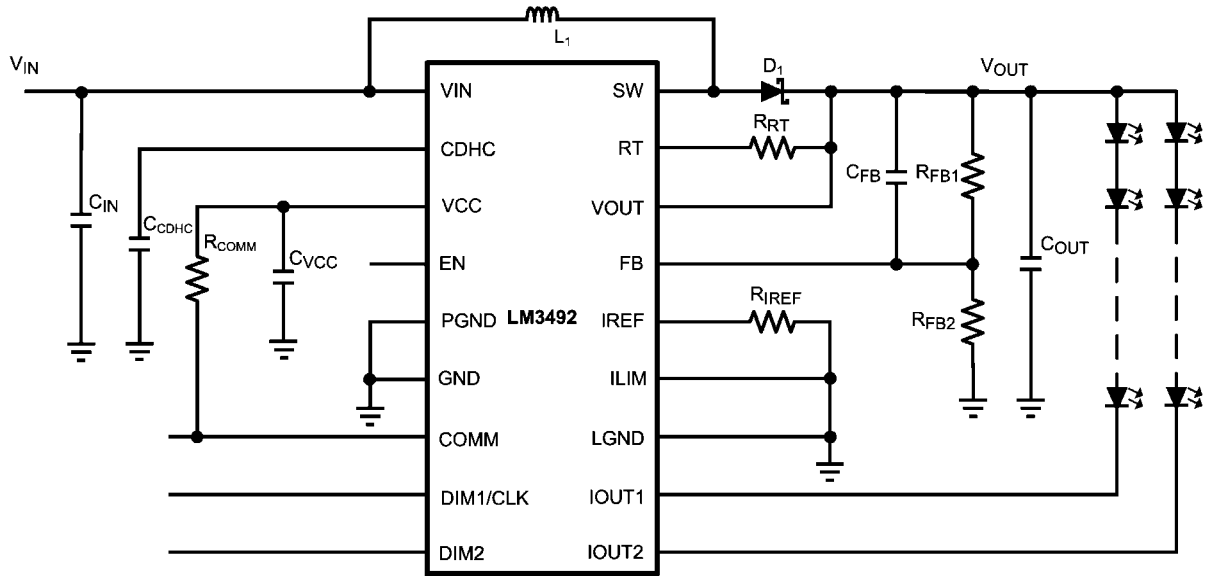 L1
VIN
D1
VOUT
VIN
SW
RRT
CDHC
RT
CFB
RFB1
CIN
CCDHC
RCOMM
VCC
VOUT
CVCC
COUT
EN
FB
RIREF
RFB2
PGND
LM3492
IREF
GND
ILIM
COMM
LGND
DIM1/CLK
IOUT1
DIM2
IOUT2